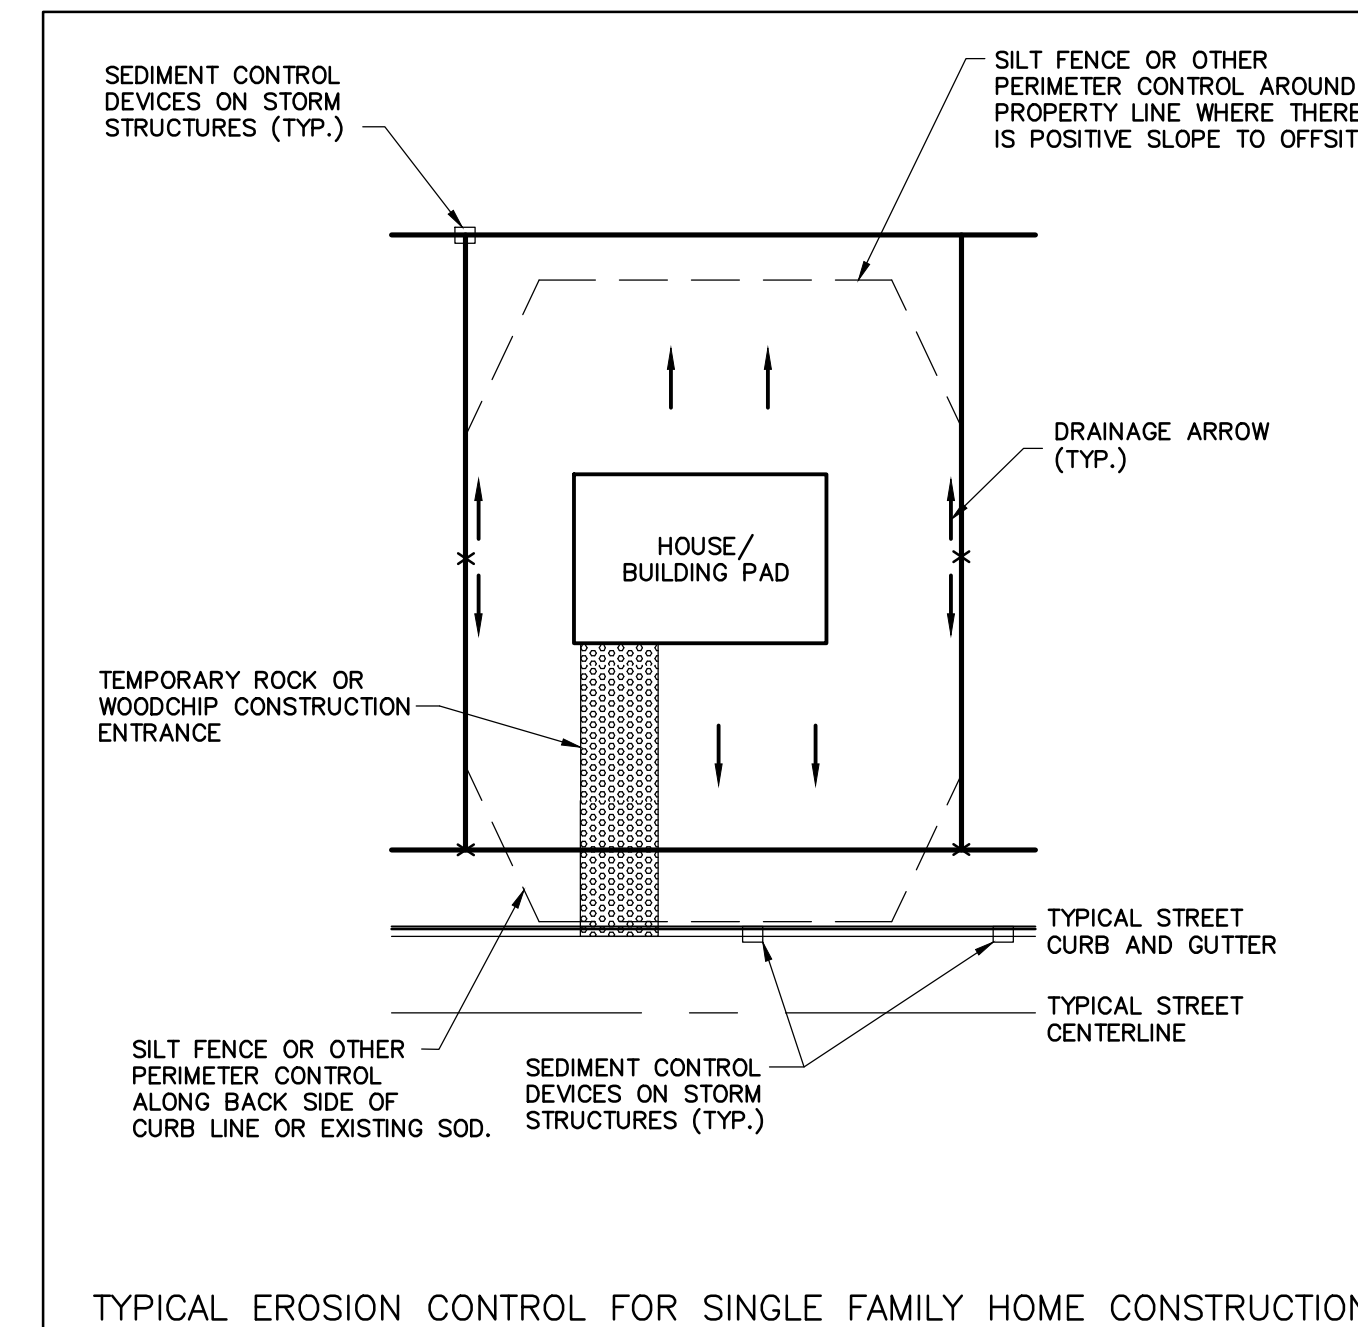 SEDIMENT CONTROL
DEVICES ON STORM
STRUCTURES (TYP.)
SILT FENCE OR OTHER
PERIMETER CONTROL AROUND
PROPERTY LINE WHERE THERE
IS POSITIVE SLOPE TO OFFSIT
DRAINAGE ARROW
(TYP.)
HOUSE/
BUILDING PAD
TEMPORARY ROCK OR
WOODCHIP CONSTRUCTION
ENTRANCE
TYPICAL STREET
CURB AND GUTTER
TYPICAL STREET
CENTERLINE
SILT FENCE OR OTHER
PERIMETER CONTROL
ALONG BACK SIDE OF
CURB LINE OR EXISTING SOD.
SEDIMENT CONTROL
DEVICES ON STORM
STRUCTURES (TYP.)
TYPICAL EROSION CONTROL FOR SINGLE FAMILY HOME CONSTRUCTION